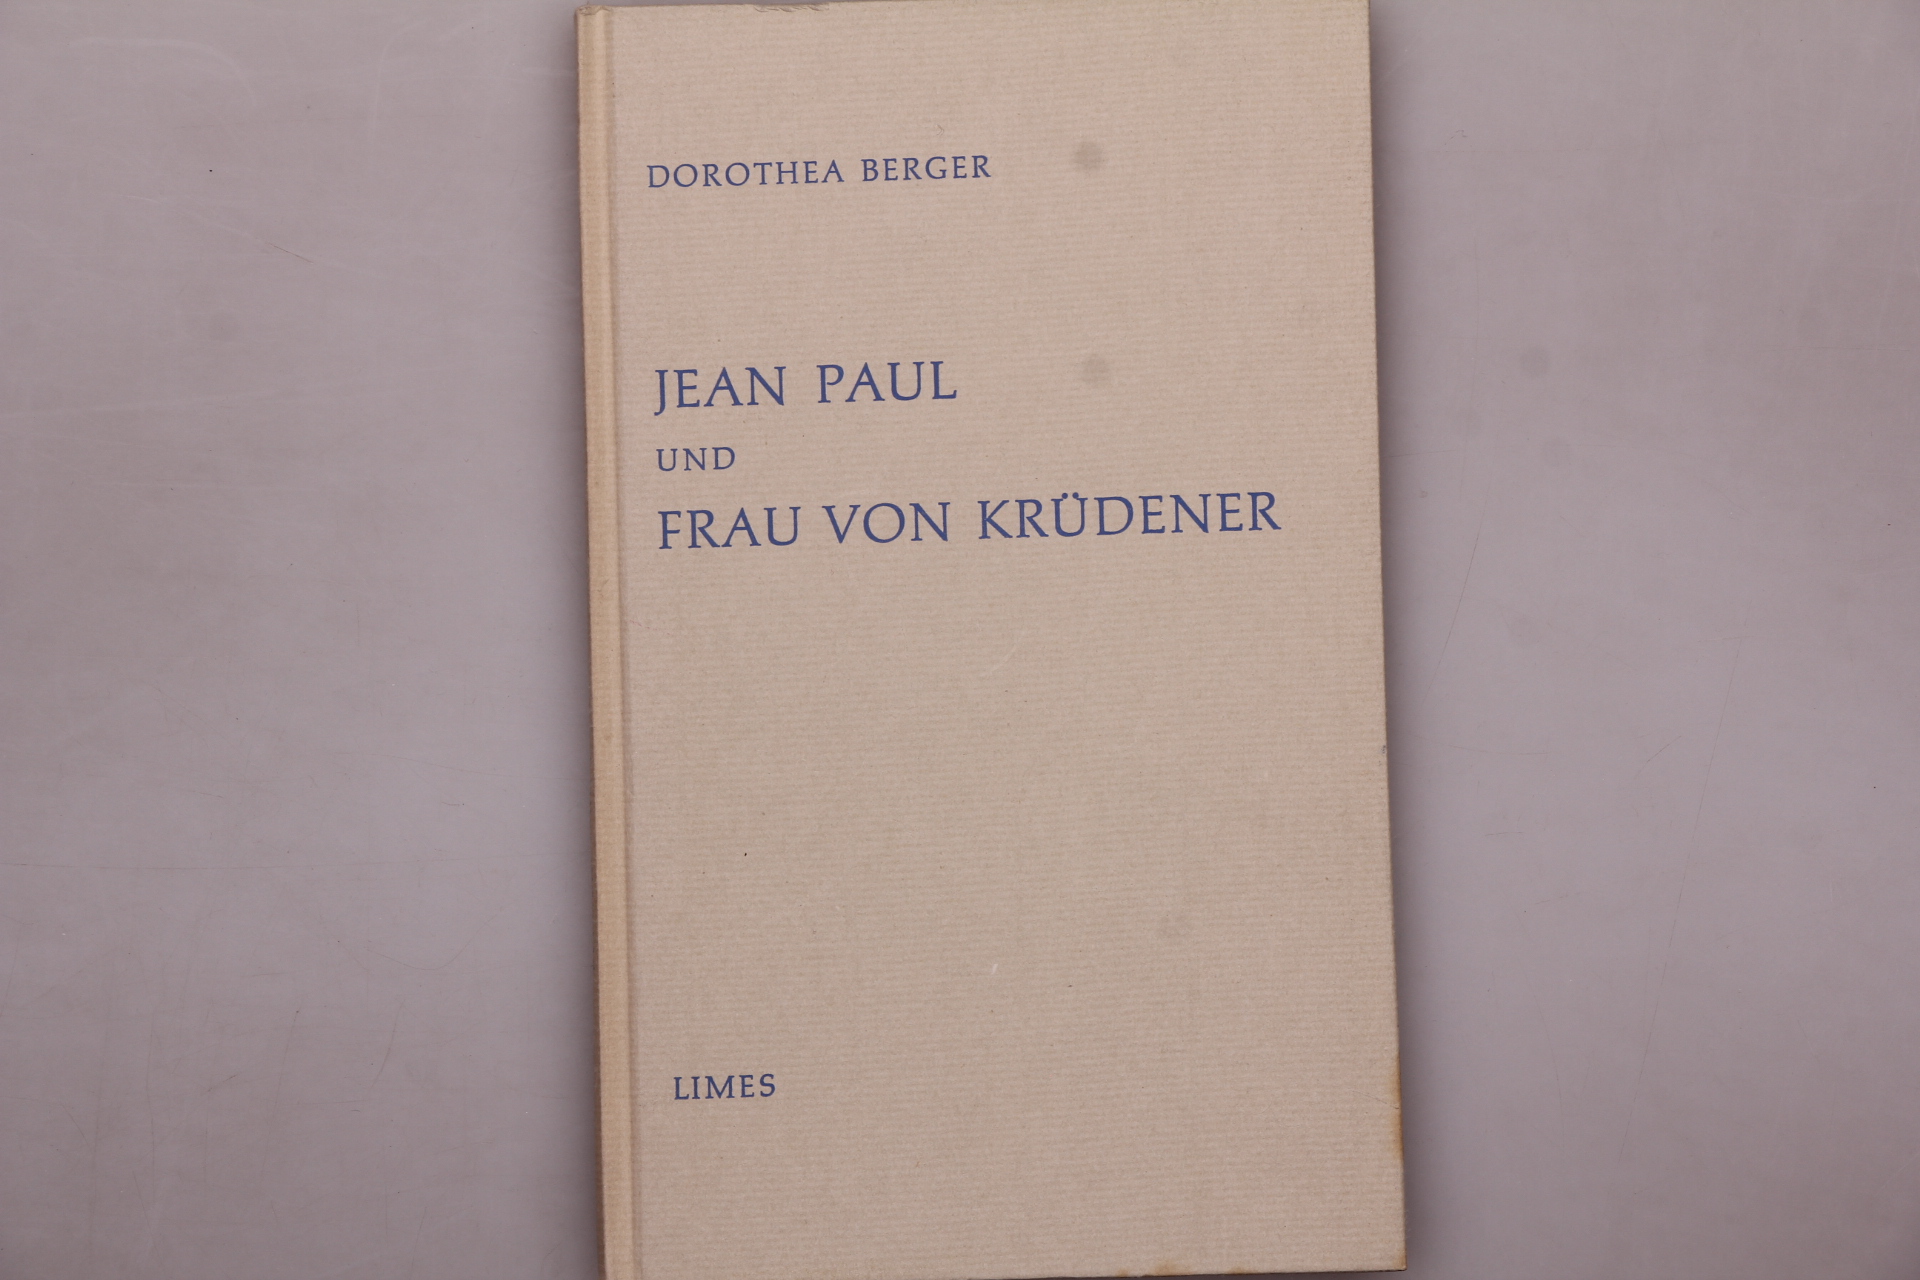 DOROTHEA BERGER
JEAN PAUL
UND
FRAU VON KRÜDENER
LIMES